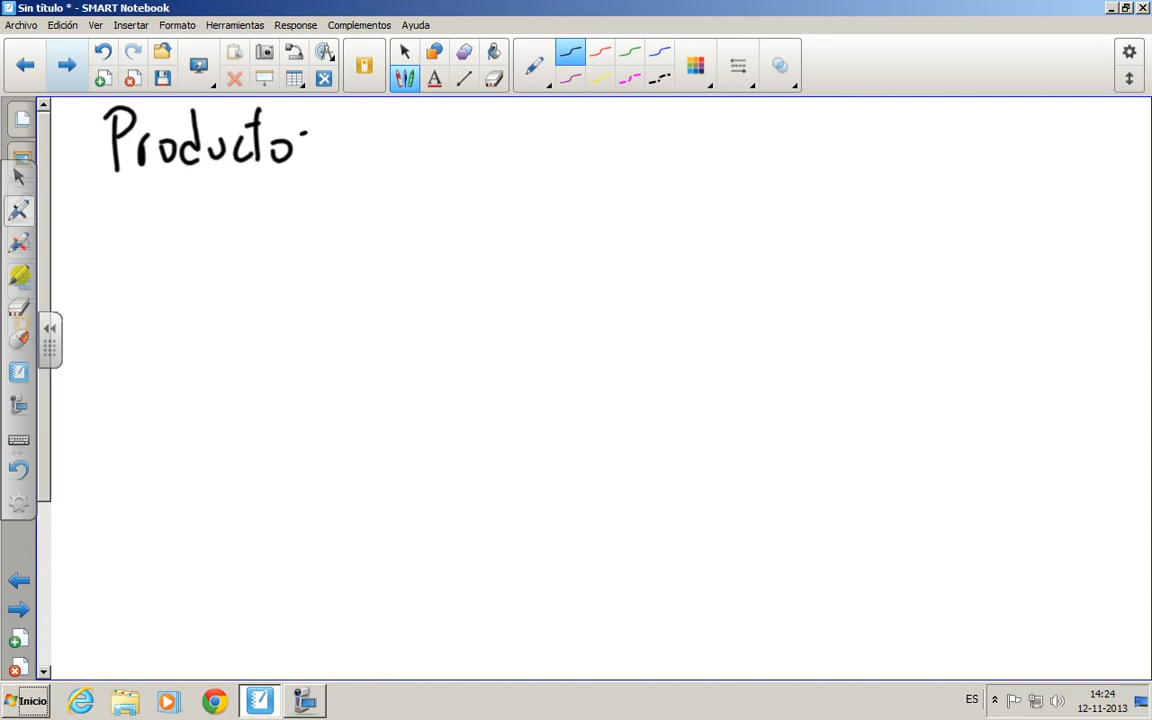 Sin título * - SMART Notebook
Archivo Edición Ver Insertar Formato Herramientas Response Complementos Ayuda
Producto
Inicio
ES
14:24
12-11-2013